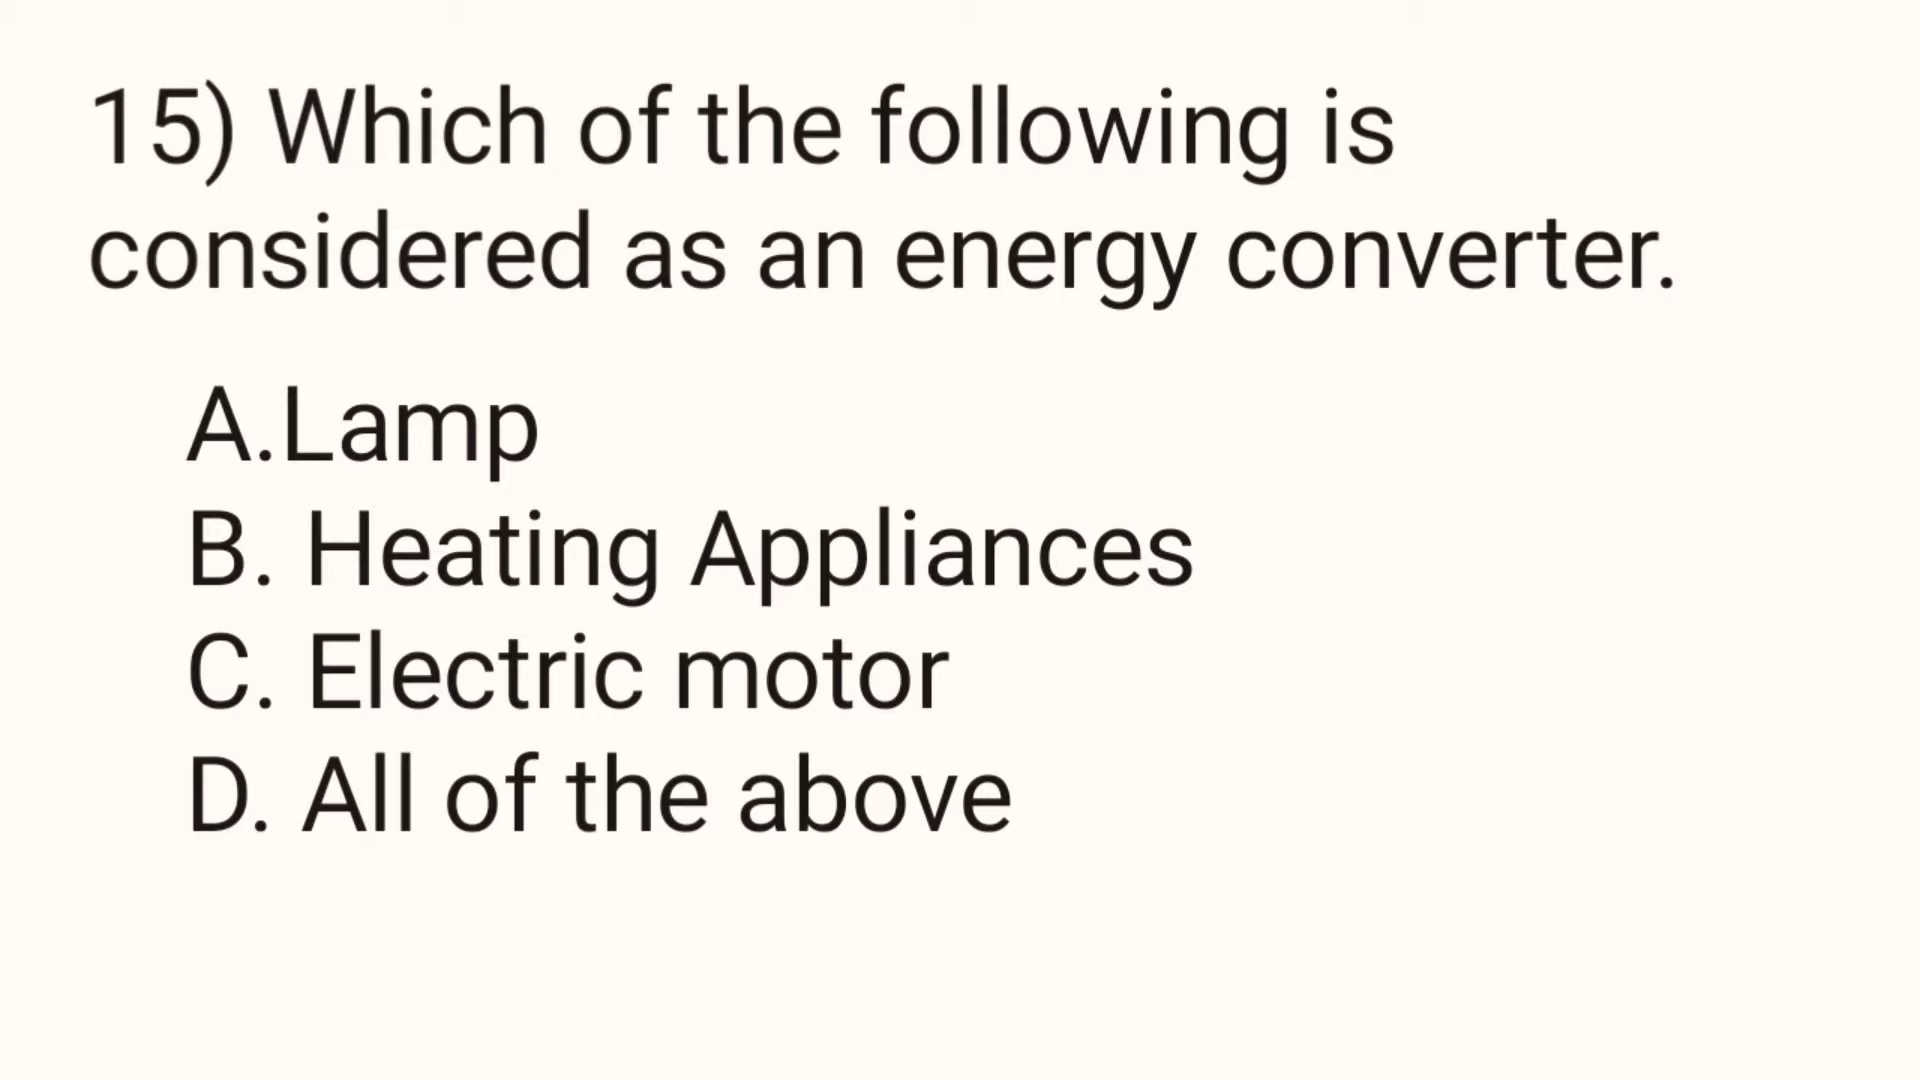 15) Which of the following is
considered as an energy converter.
A.Lamp
B. Heating Appliances
C. Electric motor
D. All of the above